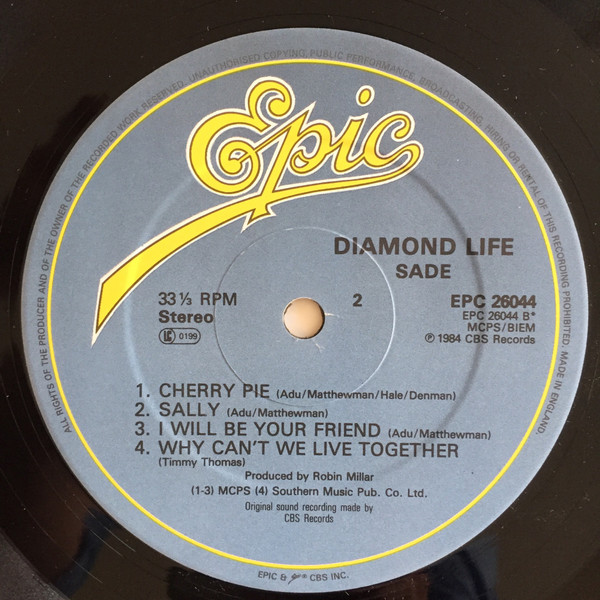 ALL RIGHTS OF THE PRODUCER AND OF THE OWNER OF THE RECORDED WORK RESERVED. UNAUTHORISED COPYING, PUBLIC PERFORMANCE, BROADCASTING, HIRING OR RENTAL OF THIS RECORDING PROHIBITED. MADE IN ENGLAND.
Epic
DIAMOND LIFE
SADE
33⅓ RPM 2 EPC 26044
Stereo EPC 26044 B*
MCPS/BIEM
LC 0199 ℗ 1984 CBS Records
1. CHERRY PIE (Adu/Matthewman/Hale/Denman)
2. SALLY (Adu/Matthewman)
3. I WILL BE YOUR FRIEND (Adu/Matthewman)
4. WHY CAN'T WE LIVE TOGETHER
(Timmy Thomas)
Produced by Robin Millar
(1-3) MCPS (4) Southern Music Pub. Co. Ltd.
Original sound recording made by
CBS Records
EPIC & Epic ® CBS INC.